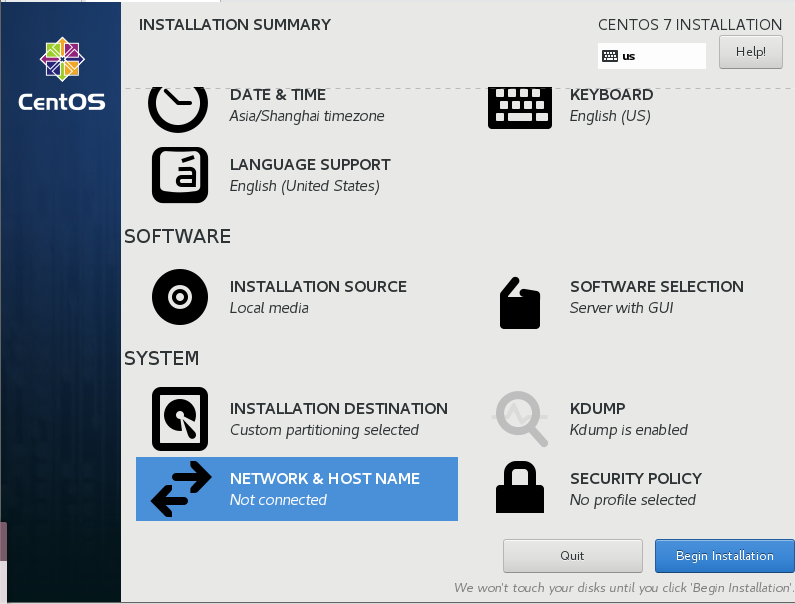 INSTALLATION SUMMARY
CENTOS 7 INSTALLATION
us
Help!
CentOS
DATE & TIME
Asia/Shanghai timezone
KEYBOARD
English (US)
LANGUAGE SUPPORT
English (United States)
SOFTWARE
INSTALLATION SOURCE
Local media
SOFTWARE SELECTION
Server with GUI
SYSTEM
INSTALLATION DESTINATION
Custom partitioning selected
KDUMP
Kdump is enabled
NETWORK & HOST NAME
Not connected
SECURITY POLICY
No profile selected
Quit
Begin Installation
We won't touch your disks until you click 'Begin Installation'.